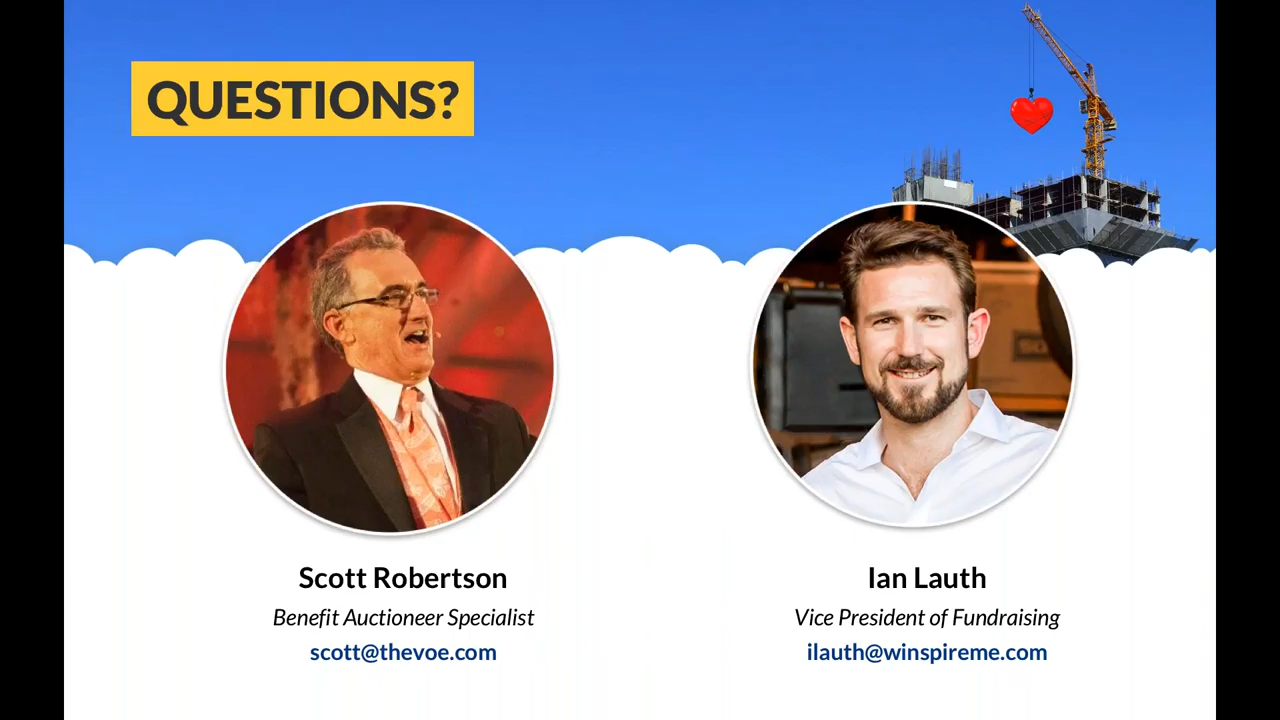 QUESTIONS?
Scott Robertson
Benefit Auctioneer Specialist
scott@thevoe.com
Ian Lauth
Vice President of Fundraising
ilauth@winspireme.com